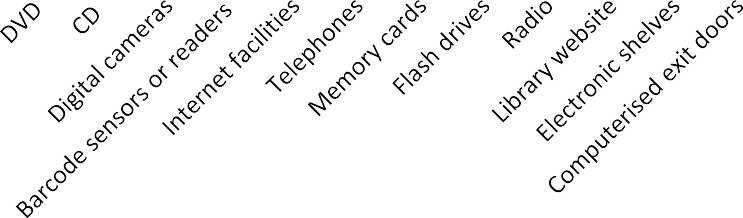 DVD
CD
Digital cameras
Barcode sensors or readers
Internet facilities
Telephones
Memory cards
Flash drives
Radio
Library website
Electronic shelves
Computerised exit doors